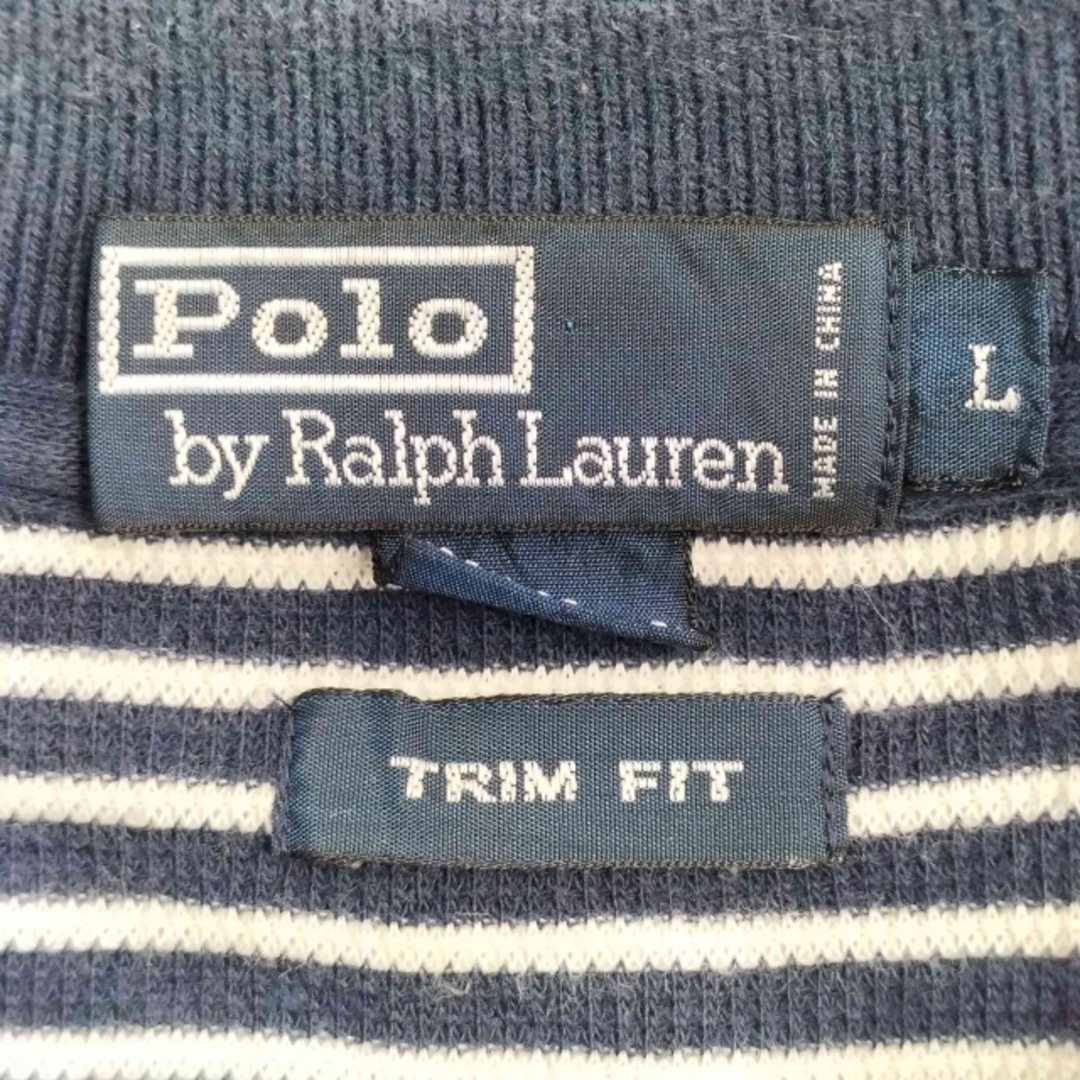 Polo
by Ralph Lauren
MADE IN CHINA
L
TRIM FIT